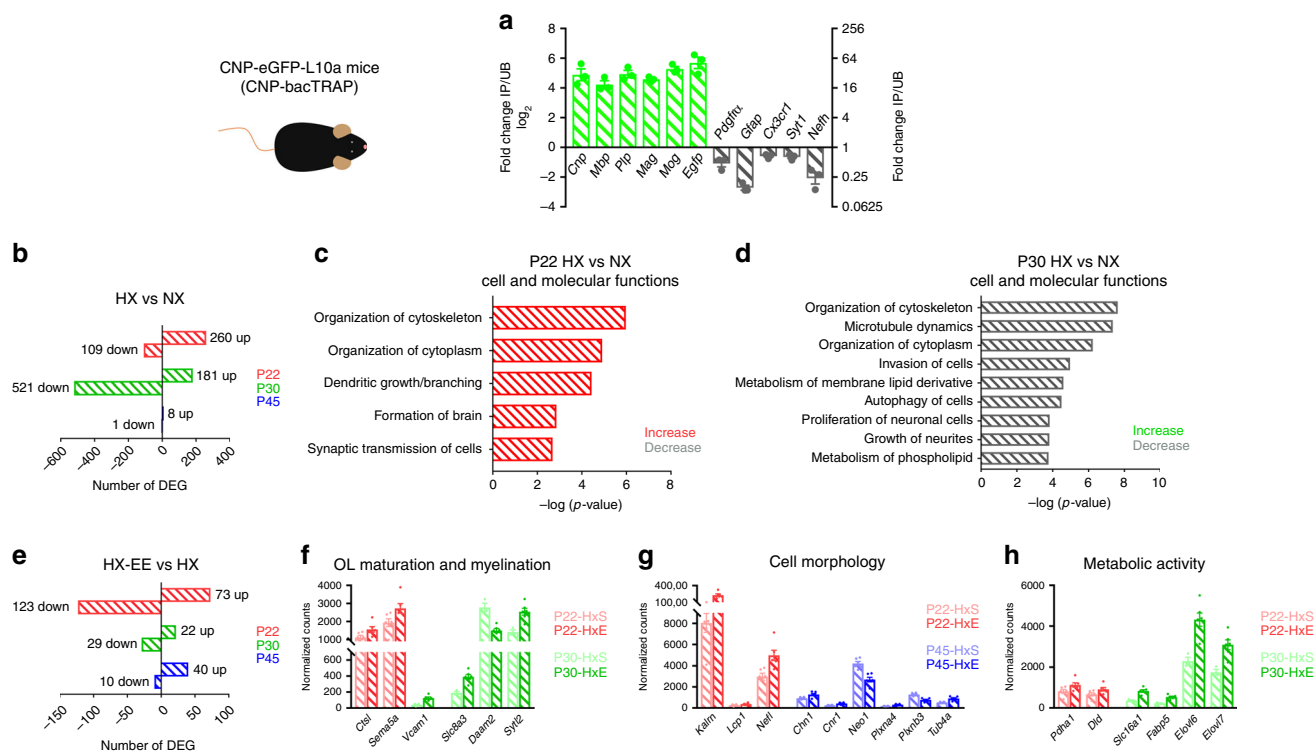 CNP-eGFP-L10a mice
(CNP-bacTRAP)
a
Fold change IP/UB
log2
8
6
4
2
0
−2
−4
256
64
16
4
1
0.25
0.0625
Fold change IP/UB
Cnp
Mbp
Plp
Mag
Mog
Egfp
Pdgfrα
Gfap
Cx3cr1
Syt1
Nefh
b
HX vs NX
260 up
109 down
181 up
521 down
8 up
1 down
P22
P30
P45
−600
−400
−200
0
200
400
Number of DEG
c
P22 HX vs NX
cell and molecular functions
Organization of cytoskeleton
Organization of cytoplasm
Dendritic growth/branching
Formation of brain
Synaptic transmission of cells
Increase
Decrease
0 2 4 6 8
−log (p-value)
d
P30 HX vs NX
cell and molecular functions
Organization of cytoskeleton
Microtubule dynamics
Organization of cytoplasm
Invasion of cells
Metabolism of membrane lipid derivative
Autophagy of cells
Proliferation of neuronal cells
Growth of neurites
Metabolism of phospholipid
Increase
Decrease
0 2 4 6 8 10
−log (p-value)
e
HX-EE vs HX
73 up
123 down
22 up
29 down
40 up
10 down
P22
P30
P45
−150
−100
−50
0
50
100
Number of DEG
f
OL maturation and myelination
Normalized counts
4000
3000
2000
1000
600
400
200
0
P22-HxS
P22-HxE
P30-HxS
P30-HxE
Ctsl
Sema5a
Vcam1
Slc8a3
Daam2
Syt2
g
Cell morphology
Normalized counts
400,00
100,00
8000
6000
4000
2000
0
P22-HxS
P22-HxE
P45-HxS
P45-HxE
Kalrn
Lcp1
Nefl
Chn1
Cnr1
Neo1
Plxna4
Plxnb3
Tub4a
h
Metabolic activity
Normalized counts
6000
4000
2000
0
P22-HxS
P22-HxE
P30-HxS
P30-HxE
Pdha1
Dld
Slc16a1
Fabp5
Elovl6
Elovl7